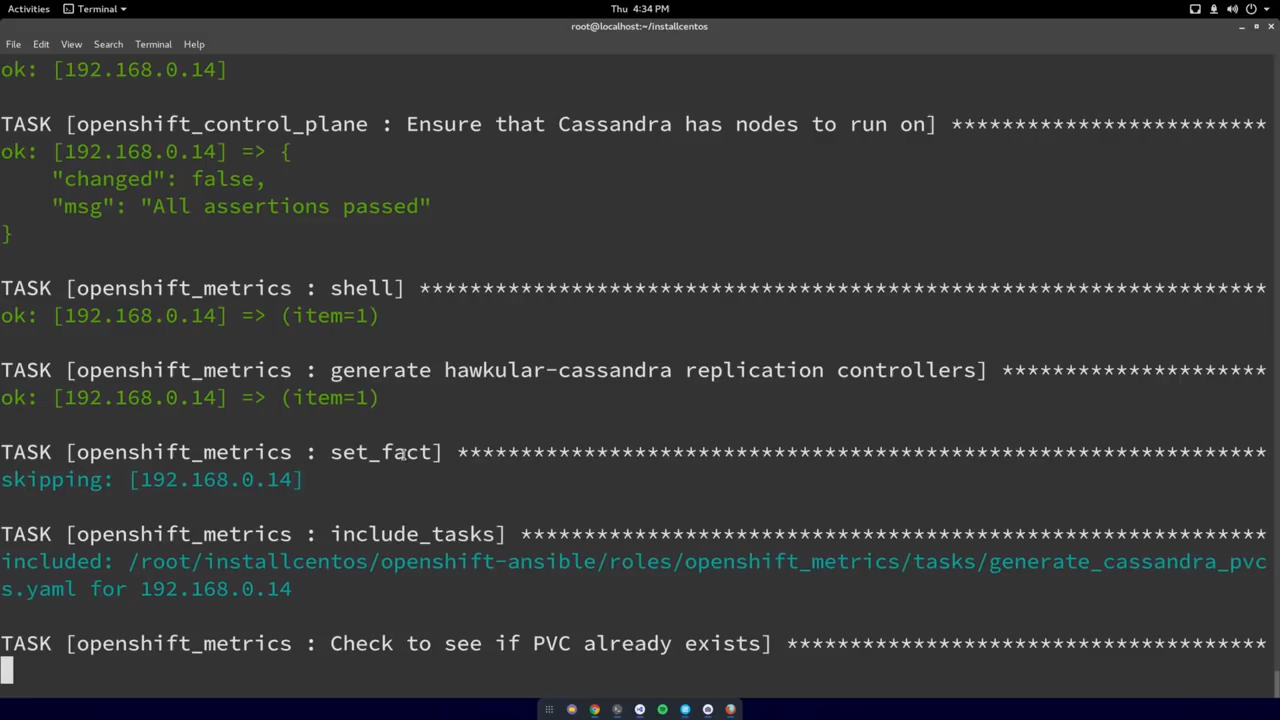 Activities Terminal Thu 4:34 PM
root@localhost:~/installcentos
File Edit View Search Terminal Help
ok: [192.168.0.14]
TASK [openshift_control_plane : Ensure that Cassandra has nodes to run on] *************************
ok: [192.168.0.14] => {
    "changed": false,
    "msg": "All assertions passed"
}
TASK [openshift_metrics : shell] *******************************************************************
ok: [192.168.0.14] => (item=1)
TASK [openshift_metrics : generate hawkular-cassandra replication controllers] *********************
ok: [192.168.0.14] => (item=1)
TASK [openshift_metrics : set_fact] ****************************************************************
skipping: [192.168.0.14]
TASK [openshift_metrics : include_tasks] ***********************************************************
included: /root/installcentos/openshift-ansible/roles/openshift_metrics/tasks/generate_cassandra_pvc
s.yaml for 192.168.0.14
TASK [openshift_metrics : Check to see if PVC already exists] **************************************